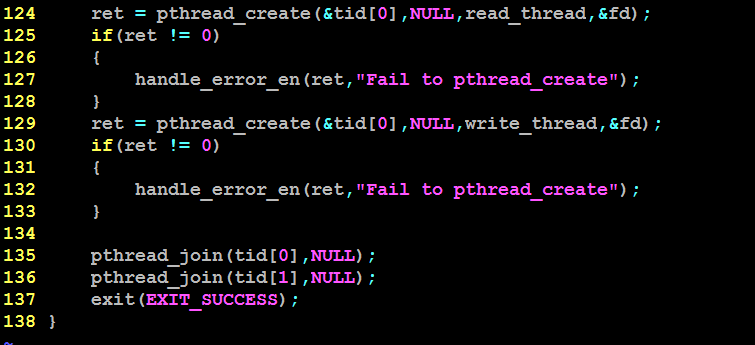 124     ret = pthread_create(&tid[0],NULL,read_thread,&fd);
125     if(ret != 0)
126     {
127         handle_error_en(ret,"Fail to pthread_create");
128     }
129     ret = pthread_create(&tid[0],NULL,write_thread,&fd);
130     if(ret != 0)
131     {
132         handle_error_en(ret,"Fail to pthread_create");
133     }
134
135     pthread_join(tid[0],NULL);
136     pthread_join(tid[1],NULL);
137     exit(EXIT_SUCCESS);
138 }
~